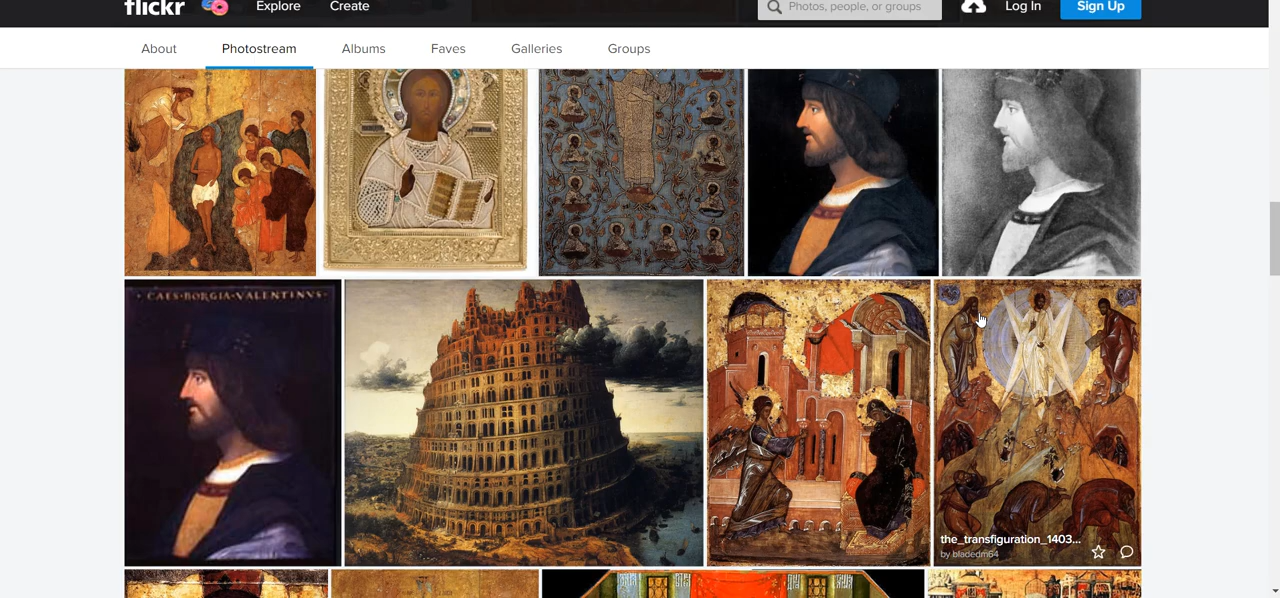 flickr
Explore
Create
Photos, people, or groups
Log In
Sign Up
About
Photostream
Albums
Faves
Galleries
Groups
CAES·BORGIA·VALENTINVS·
the_transfiguration_1403...
by bladedm64